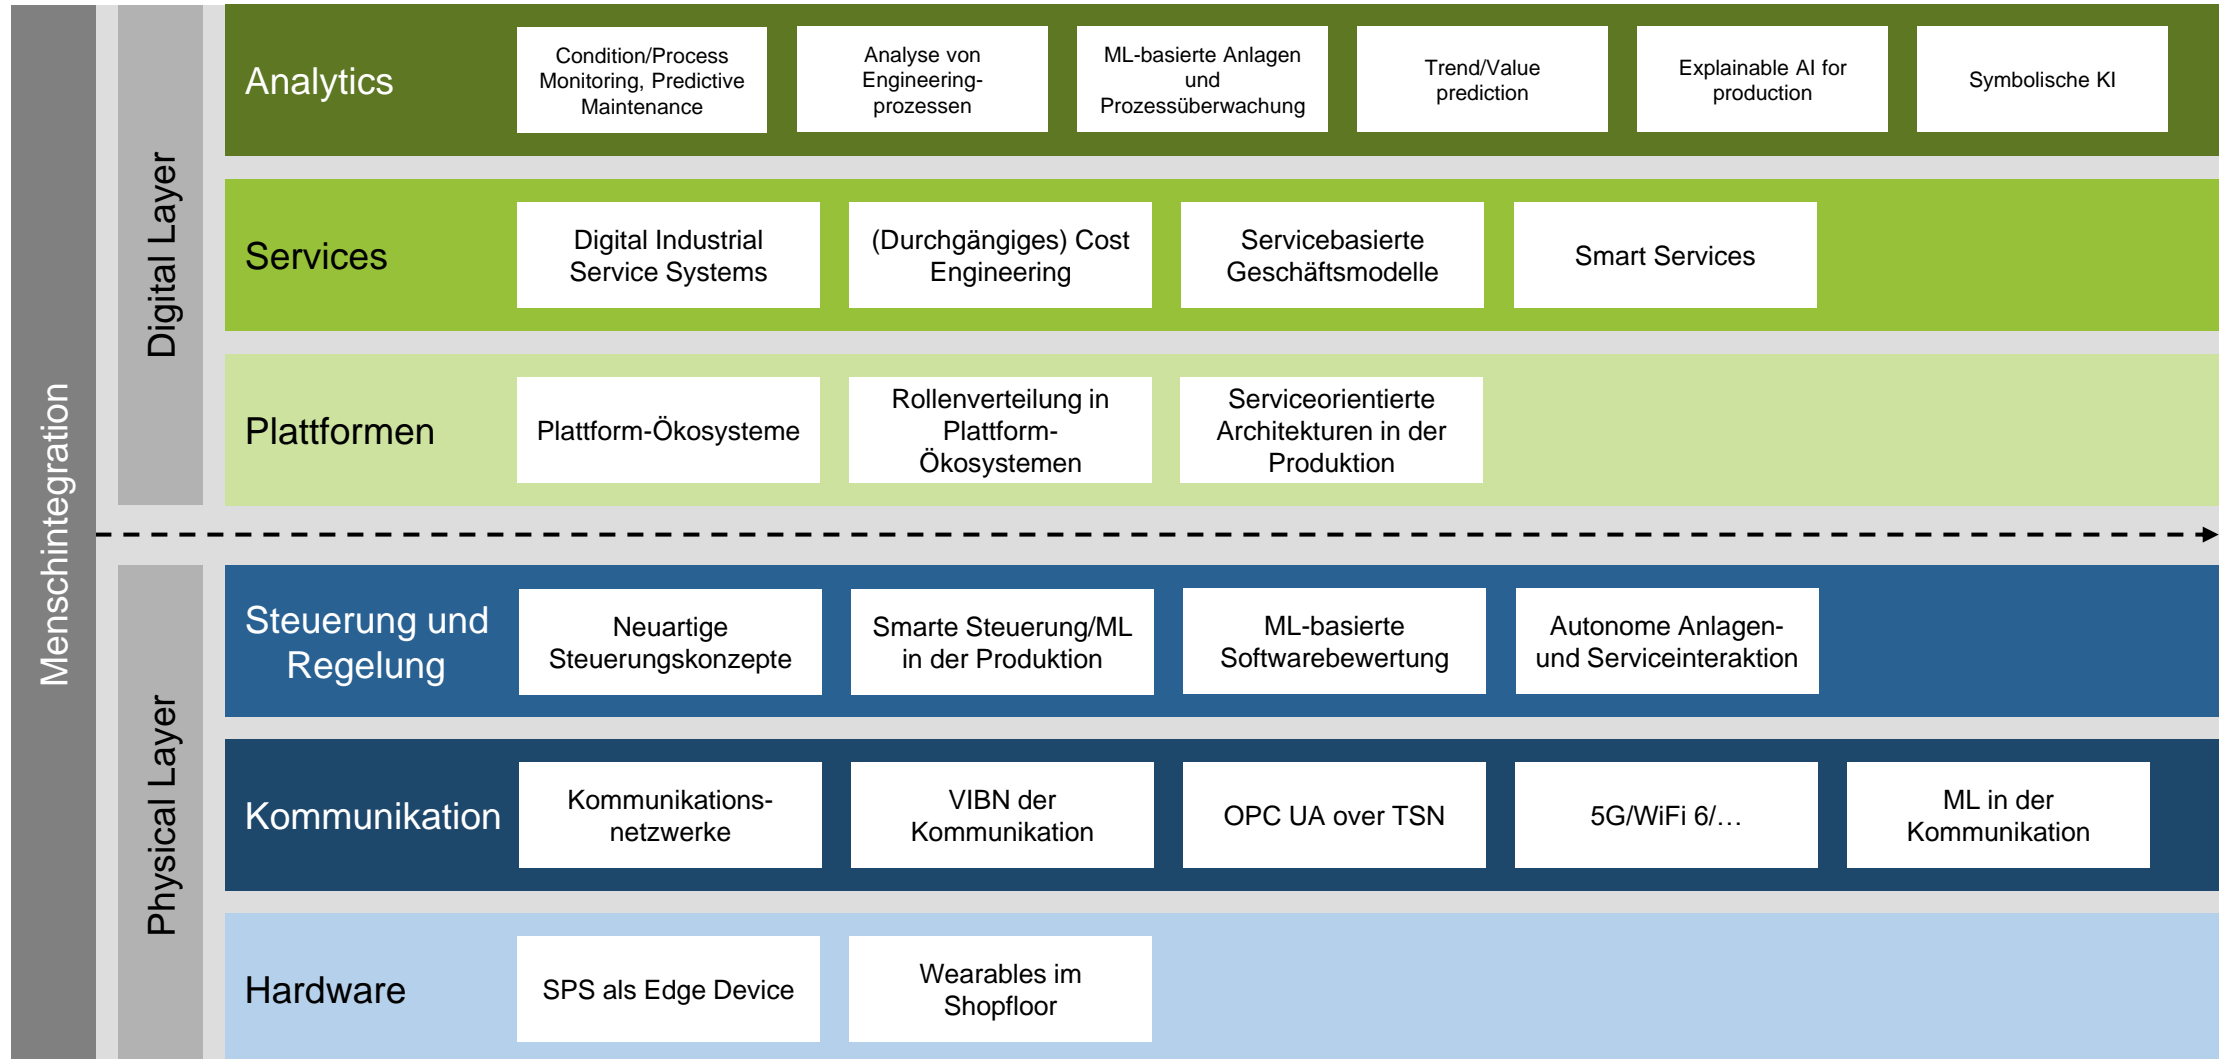 Menschintegration
Digital Layer
Analytics
Condition/Process
Monitoring, Predictive
Maintenance
Analyse von
Engineering-
prozessen
ML-basierte Anlagen
und
Prozessüberwachung
Trend/Value
prediction
Explainable AI for
production
Symbolische KI
Services
Digital Industrial
Service Systems
(Durchgängiges) Cost
Engineering
Servicebasierte
Geschäftsmodelle
Smart Services
Plattformen
Plattform-Ökosysteme
Rollenverteilung in
Plattform-
Ökosystemen
Serviceorientierte
Architekturen in der
Produktion
Physical Layer
Steuerung und
Regelung
Neuartige
Steuerungskonzepte
Smarte Steuerung/ML
in der Produktion
ML-basierte
Softwarebewertung
Autonome Anlagen-
und Serviceinteraktion
Kommunikation
Kommunikations-
netzwerke
VIBN der
Kommunikation
OPC UA over TSN
5G/WiFi 6/…
ML in der
Kommunikation
Hardware
SPS als Edge Device
Wearables im
Shopfloor